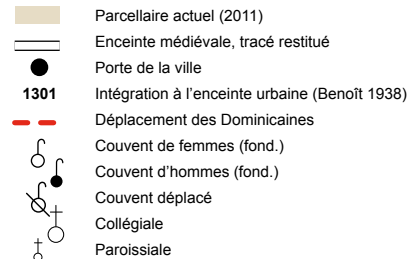 Parcellaire actuel (2011)
Enceinte médiévale, tracé restitué
Porte de la ville
1301 Intégration à l'enceinte urbaine (Benoît 1938)
Déplacement des Dominicaines
Couvent de femmes (fond.)
Couvent d'hommes (fond.)
Couvent déplacé
Collégiale
Paroissiale